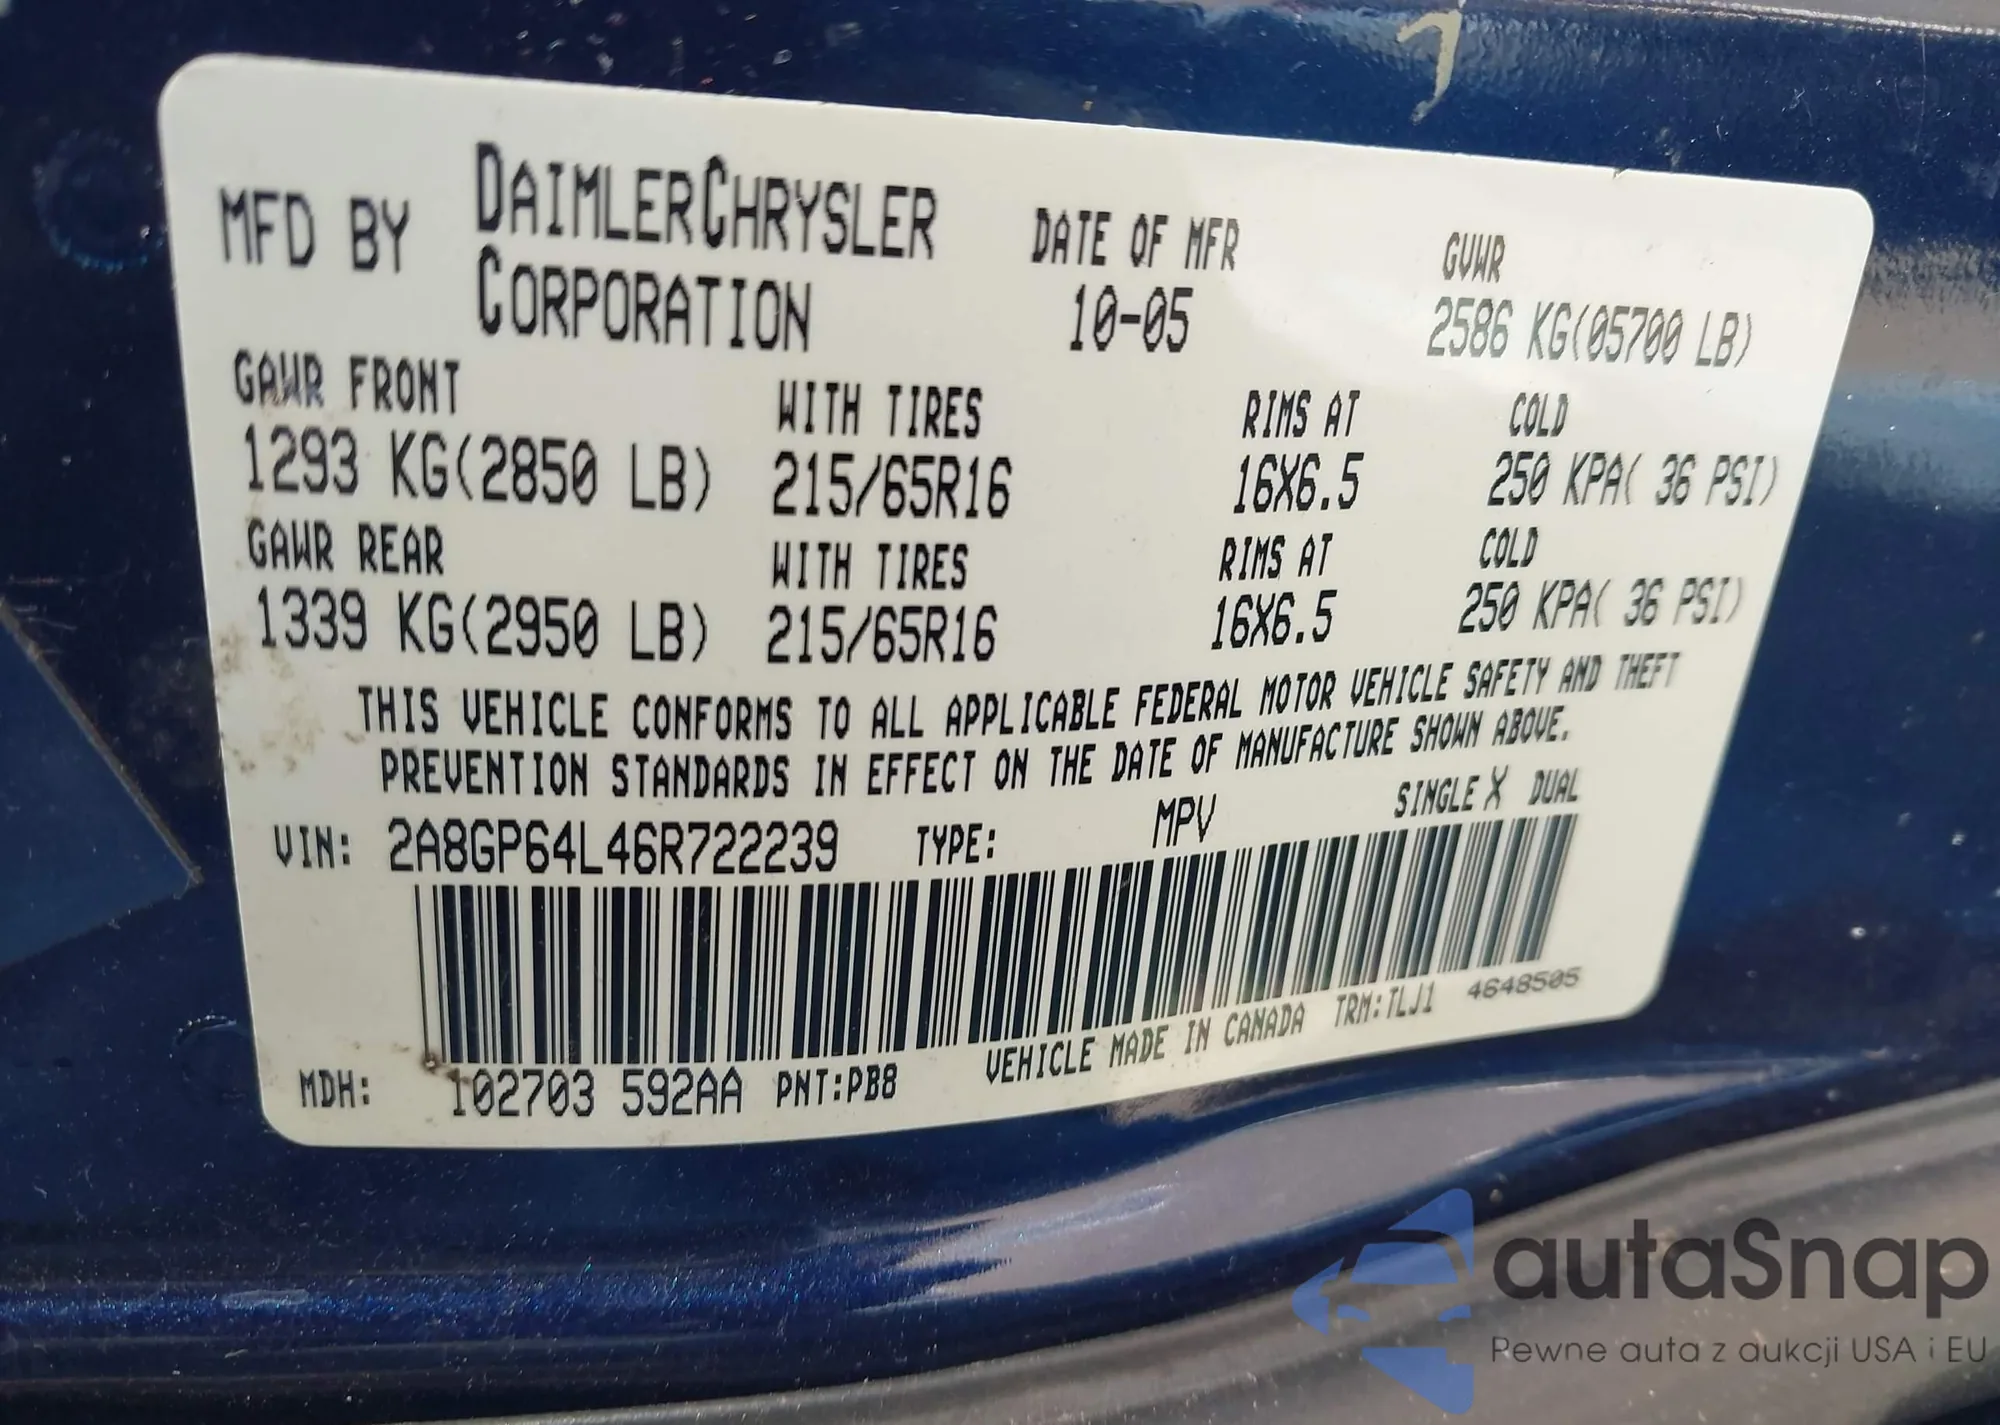 MFD BY DAIMLERCHRYSLER CORPORATION
DATE OF MFR 10-05
GVWR 2586 KG(05700 LB)
GAWR FRONT WITH TIRES RIMS AT COLD
1293 KG(2850 LB) 215/65R16 16X6.5 250 KPA( 36 PSI)
GAWR REAR WITH TIRES RIMS AT COLD
1339 KG(2950 LB) 215/65R16 16X6.5 250 KPA( 36 PSI)
THIS VEHICLE CONFORMS TO ALL APPLICABLE FEDERAL MOTOR VEHICLE SAFETY AND THEFT
PREVENTION STANDARDS IN EFFECT ON THE DATE OF MANUFACTURE SHOWN ABOVE.
VIN: 2A8GP64L46R722239 TYPE: MPV SINGLE X DUAL
MDH: 102703 592AA PNT:PB8 VEHICLE MADE IN CANADA TRM:TLJ1 4648505
autaSnap
Pewne auta z aukcji USA i EU